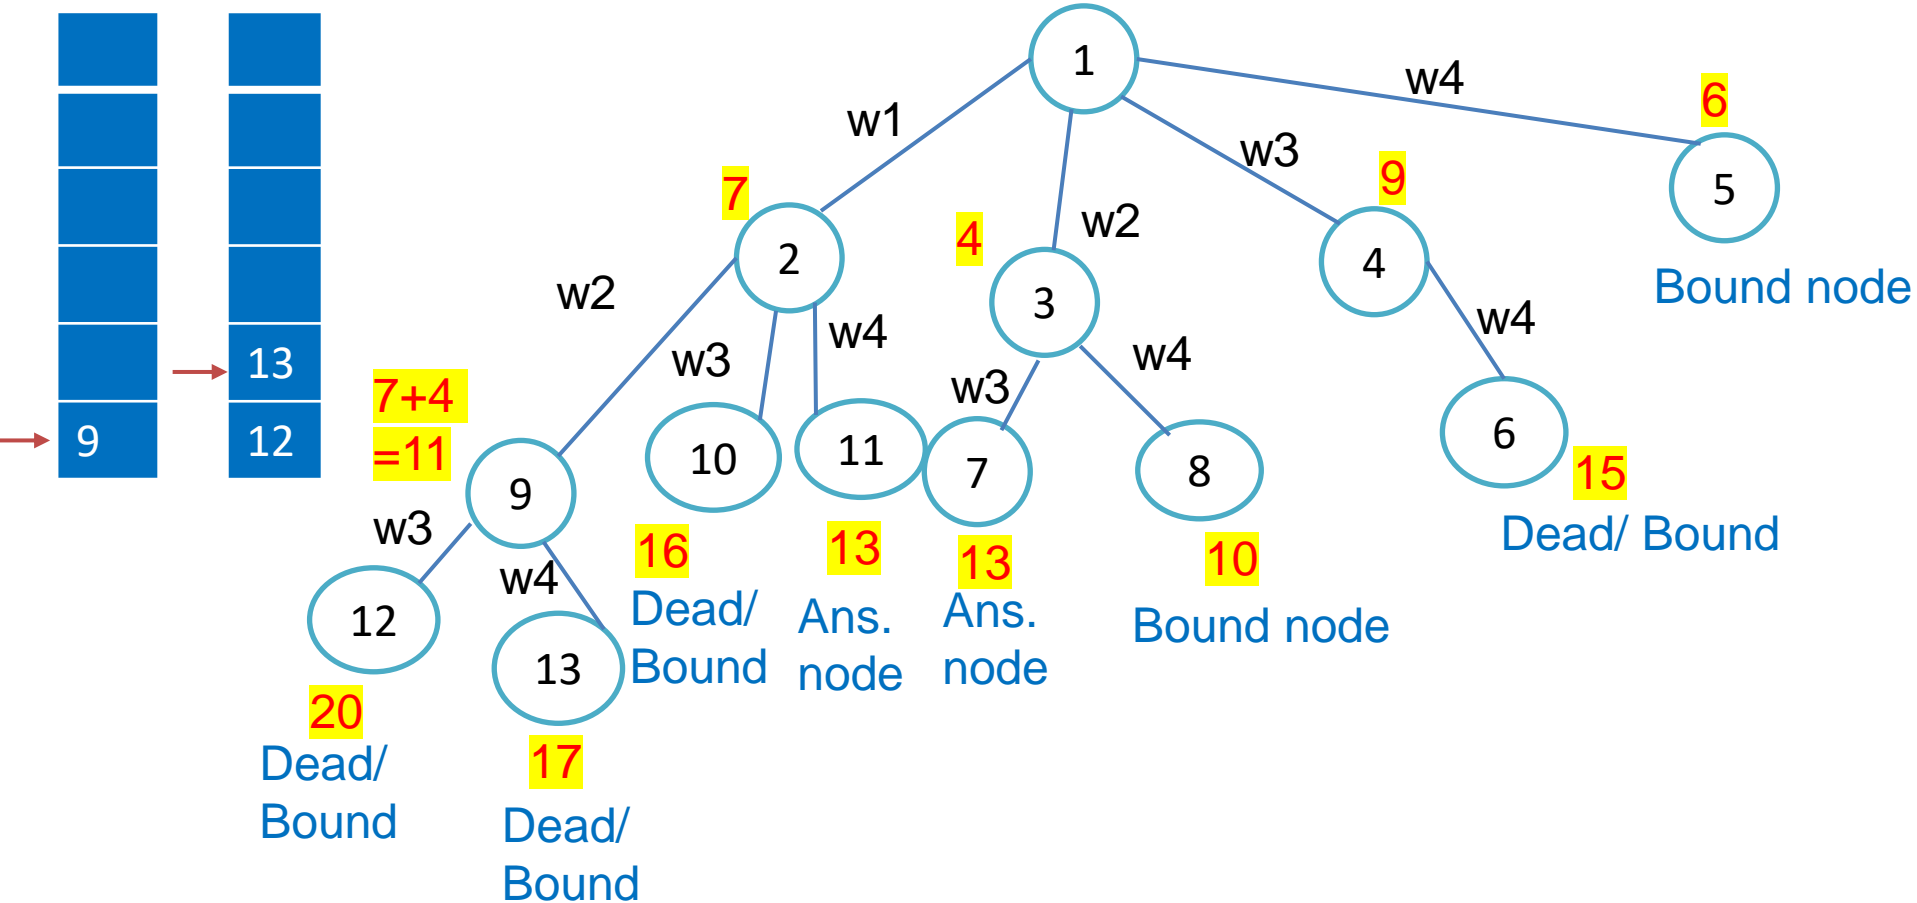 1
w4
6
w1
w3
5
7
9
w2
4
2
4
Bound node
3
w2
w4
w3
w4
w4
13
7+4
w3
9
12
=11
10
11
7
8
6
15
9
w3
Dead/ Bound
16
13
13
10
w4
12
Dead/
Bound
Ans.
node
Ans.
node
Bound node
13
20
Dead/
Bound
17
Dead/
Bound